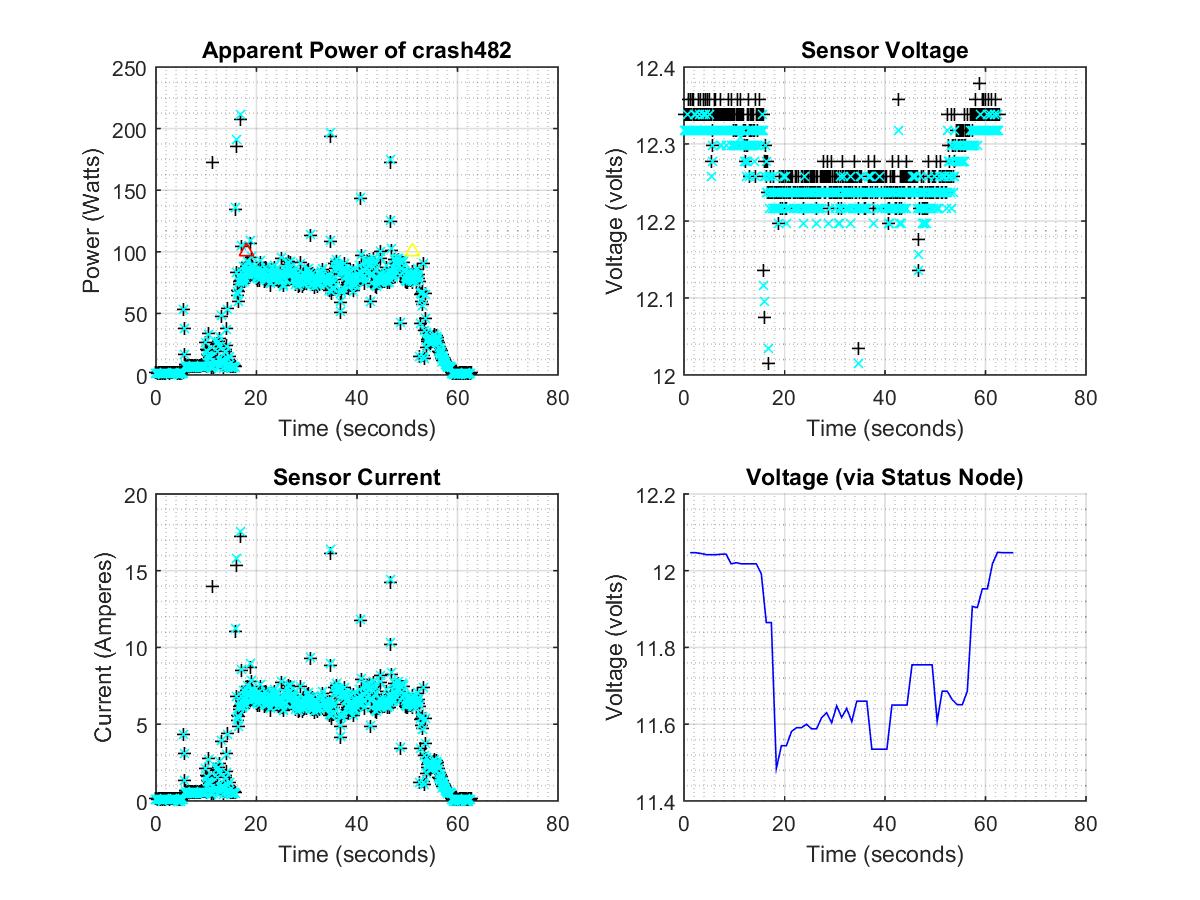 Apparent Power of crash482
250
200
150
100
50
0
0 20 40 60 80
Power (Watts)
Time (seconds)
Sensor Voltage
12.4
12.3
12.2
12.1
12
0 20 40 60 80
Voltage (volts)
Time (seconds)
Sensor Current
20
15
10
5
0
0 20 40 60 80
Current (Amperes)
Time (seconds)
Voltage (via Status Node)
12.2
12
11.8
11.6
11.4
0 20 40 60 80
Voltage (volts)
Time (seconds)